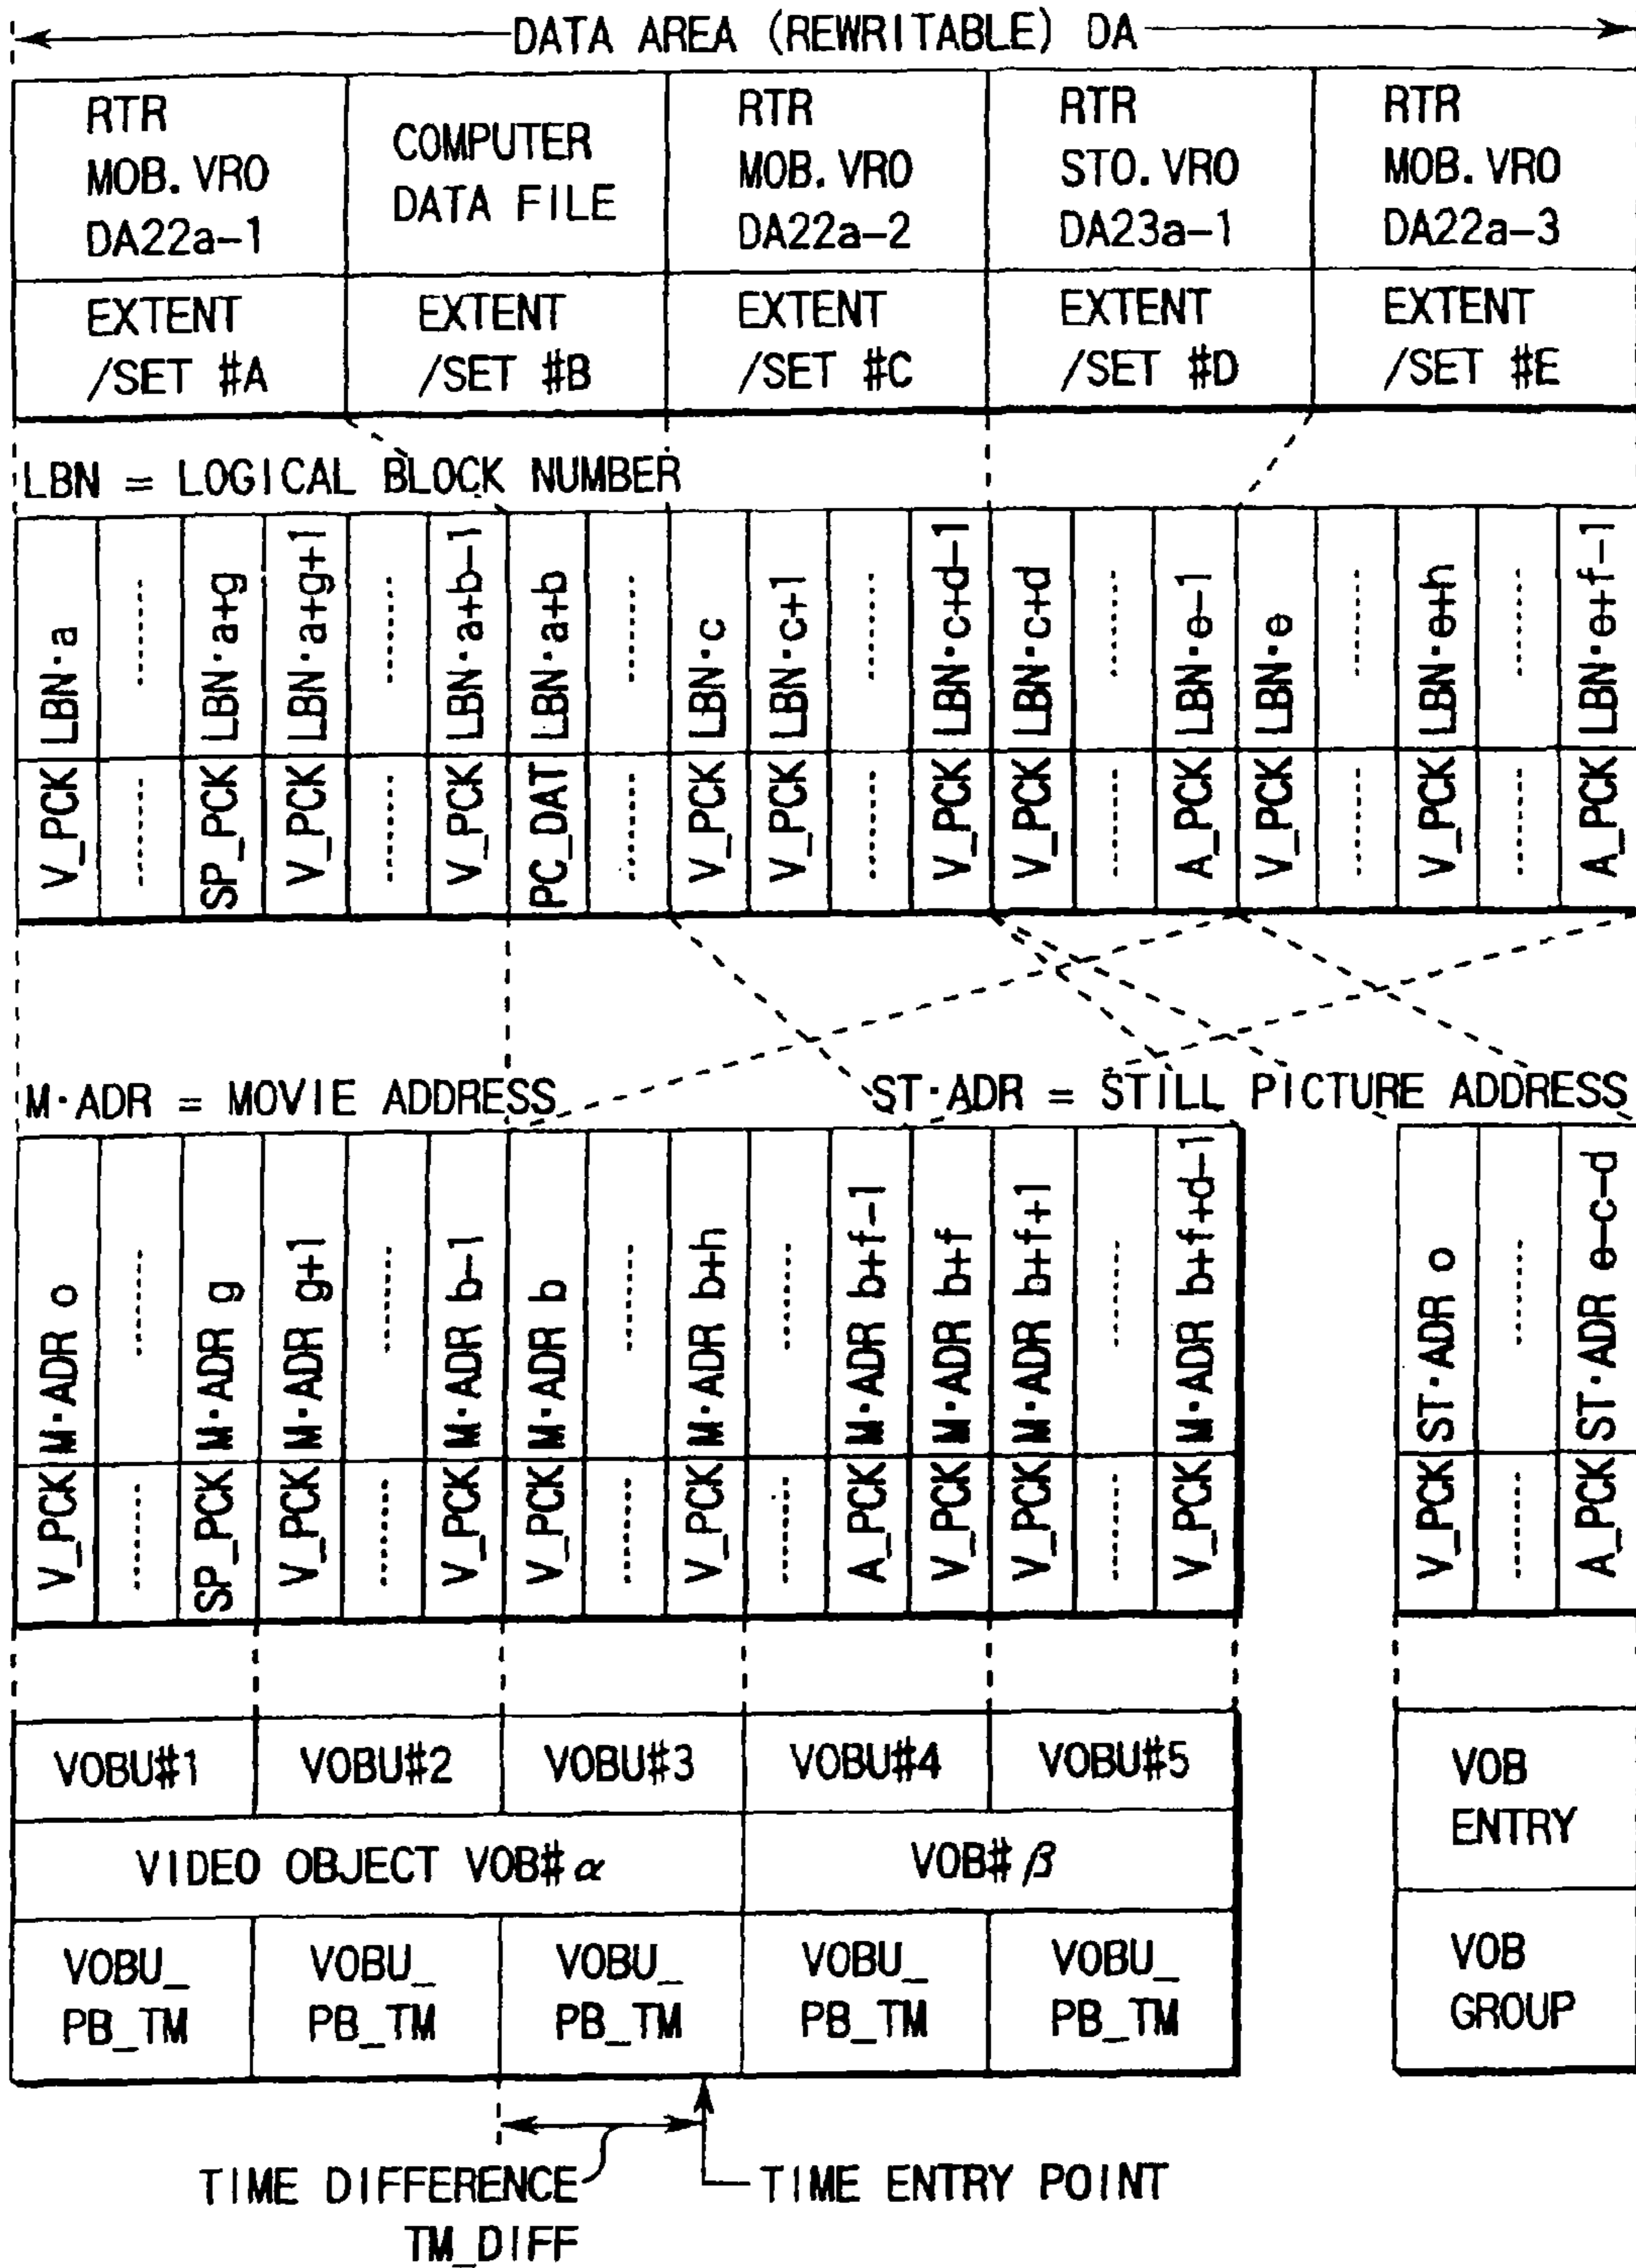 DATA AREA (REWRITABLE) DA
RTR
MOB. VRO
DA22a-1
COMPUTER
DATA FILE
RTR
MOB. VRO
DA22a-2
RTR
STO. VRO
DA23a-1
RTR
MOB. VRO
DA22a-3
EXTENT
/SET #A
EXTENT
/SET #B
EXTENT
/SET #C
EXTENT
/SET #D
EXTENT
/SET #E
LBN = LOGICAL BLOCK NUMBER
LBN·a
LBN·a+g
LBN·a+g+1
LBN·a+b-1
LBN·a+b
LBN·c
LBN·c+1
LBN·c+d-1
LBN·c+d
LBN·e-1
LBN·e
LBN·e+h
LBN·e+f-1
V_PCK
SP_PCK
V_PCK
V_PCK
PC_DAT
V_PCK
V_PCK
V_PCK
V_PCK
A_PCK
V_PCK
V_PCK
A_PCK
M·ADR = MOVIE ADDRESS
ST·ADR = STILL PICTURE ADDRESS
M·ADR o
M·ADR g
M·ADR g+1
M·ADR b-1
M·ADR b
M·ADR b+h
M·ADR b+f-1
M·ADR b+f
M·ADR b+f+1
M·ADR b+f+d-1
ST·ADR o
ST·ADR e-c-d
V_PCK
SP_PCK
V_PCK
V_PCK
V_PCK
V_PCK
A_PCK
V_PCK
V_PCK
V_PCK
V_PCK
A_PCK
VOBU#1
VOBU#2
VOBU#3
VOBU#4
VOBU#5
VOB
ENTRY
VIDEO OBJECT VOB#α
VOB#β
VOBU_
PB_TM
VOBU_
PB_TM
VOBU_
PB_TM
VOBU_
PB_TM
VOBU_
PB_TM
VOB
GROUP
TIME DIFFERENCE
TM_DIFF
TIME ENTRY POINT